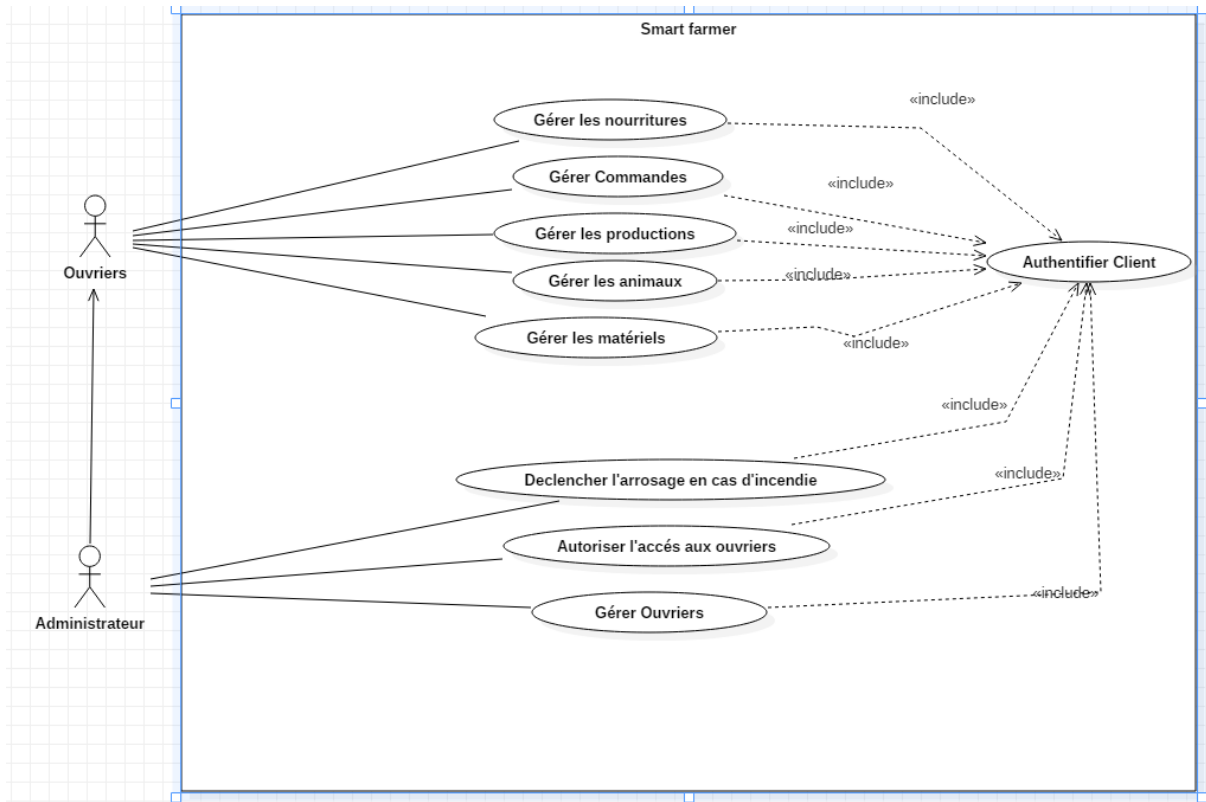 Smart farmer
«include»
Gérer les nourritures
Gérer Commandes
«include»
Gérer les productions
«include»
Ouvriers
Gérer les animaux
«include»
Authentifier Client
Gérer les matériels
«include»
«include»
Declencher l'arrosage en cas d'incendie
«include»
Autoriser l'accés aux ouvriers
«include»
Gérer Ouvriers
Administrateur